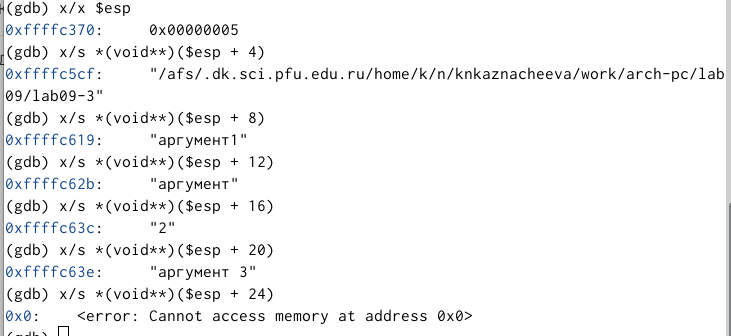 (gdb) x/x $esp
0xffffc370:     0x00000005
(gdb) x/s *(void**)($esp + 4)
0xffffc5cf:     "/afs/.dk.sci.pfu.edu.ru/home/k/n/knkaznacheeva/work/arch-pc/lab
09/lab09-3"
(gdb) x/s *(void**)($esp + 8)
0xffffc619:     "аргумент1"
(gdb) x/s *(void**)($esp + 12)
0xffffc62b:     "аргумент"
(gdb) x/s *(void**)($esp + 16)
0xffffc63c:     "2"
(gdb) x/s *(void**)($esp + 20)
0xffffc63e:     "аргумент 3"
(gdb) x/s *(void**)($esp + 24)
0x0:    <error: Cannot access memory at address 0x0>
(gdb)